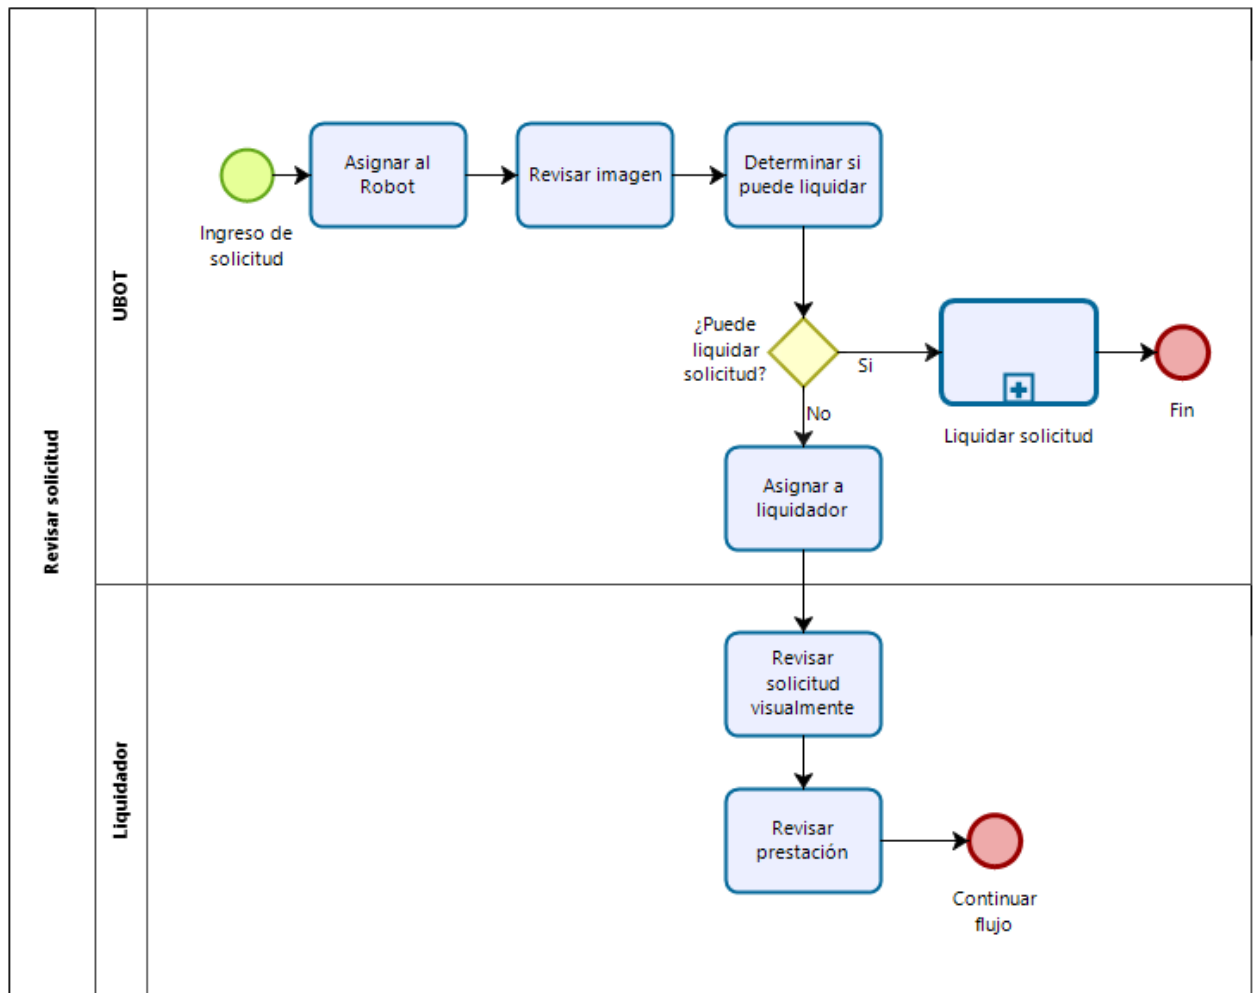 Revisar solicitud
UBOT
Ingreso de
solicitud
Asignar al
Robot
Revisar imagen
Determinar si
puede liquidar
¿Puede
liquidar
solicitud?
Si
No
Liquidar solicitud
Fin
Asignar a
liquidador
Liquidador
Revisar
solicitud
visualmente
Revisar
prestación
Continuar
flujo